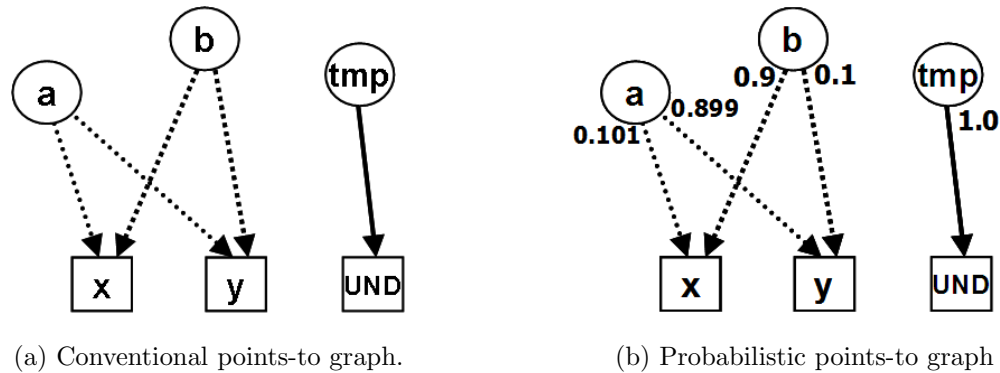 b
tmp
a
x
y
UND
(a) Conventional points-to graph.
b
tmp
0.9
0.1
a
0.899
1.0
0.101
x
y
UND
(b) Probabilistic points-to graph